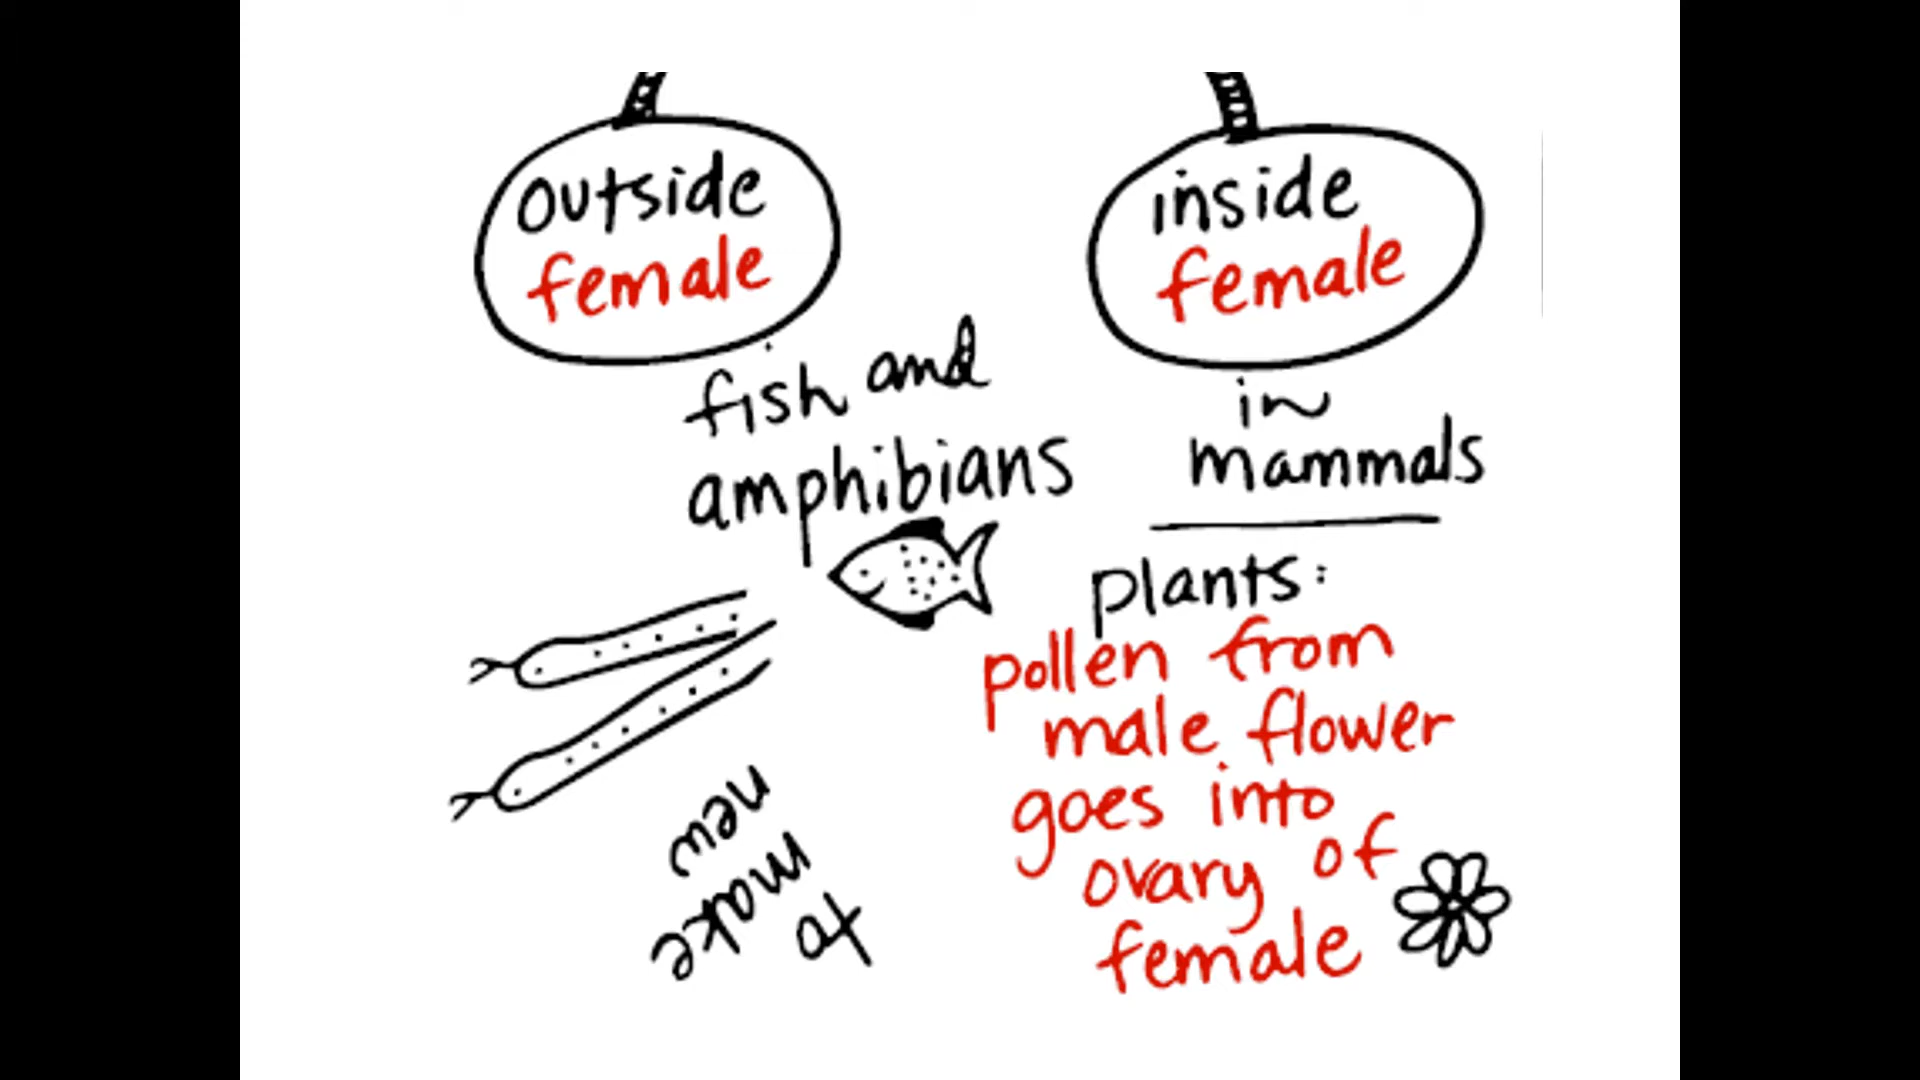 outside
female
inside
female
fish and
amphibians
in
mammals
plants:
pollen from
male flower
goes into
ovary of
female
to
make
new